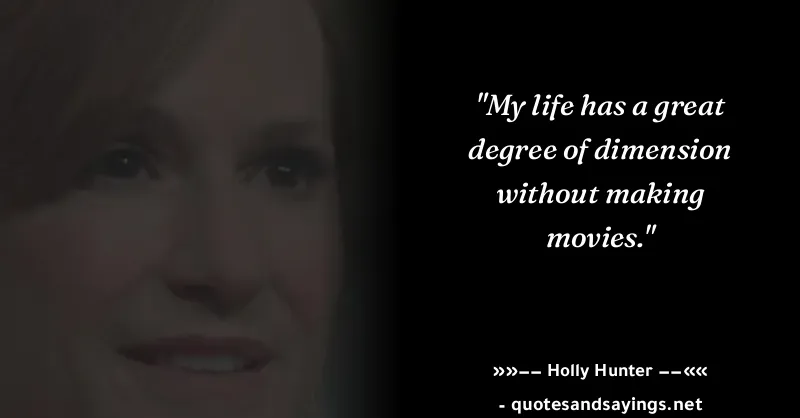 "My life has a great
degree of dimension
without making
movies."
»»−− Holly Hunter −−««
- quotesandsayings.net